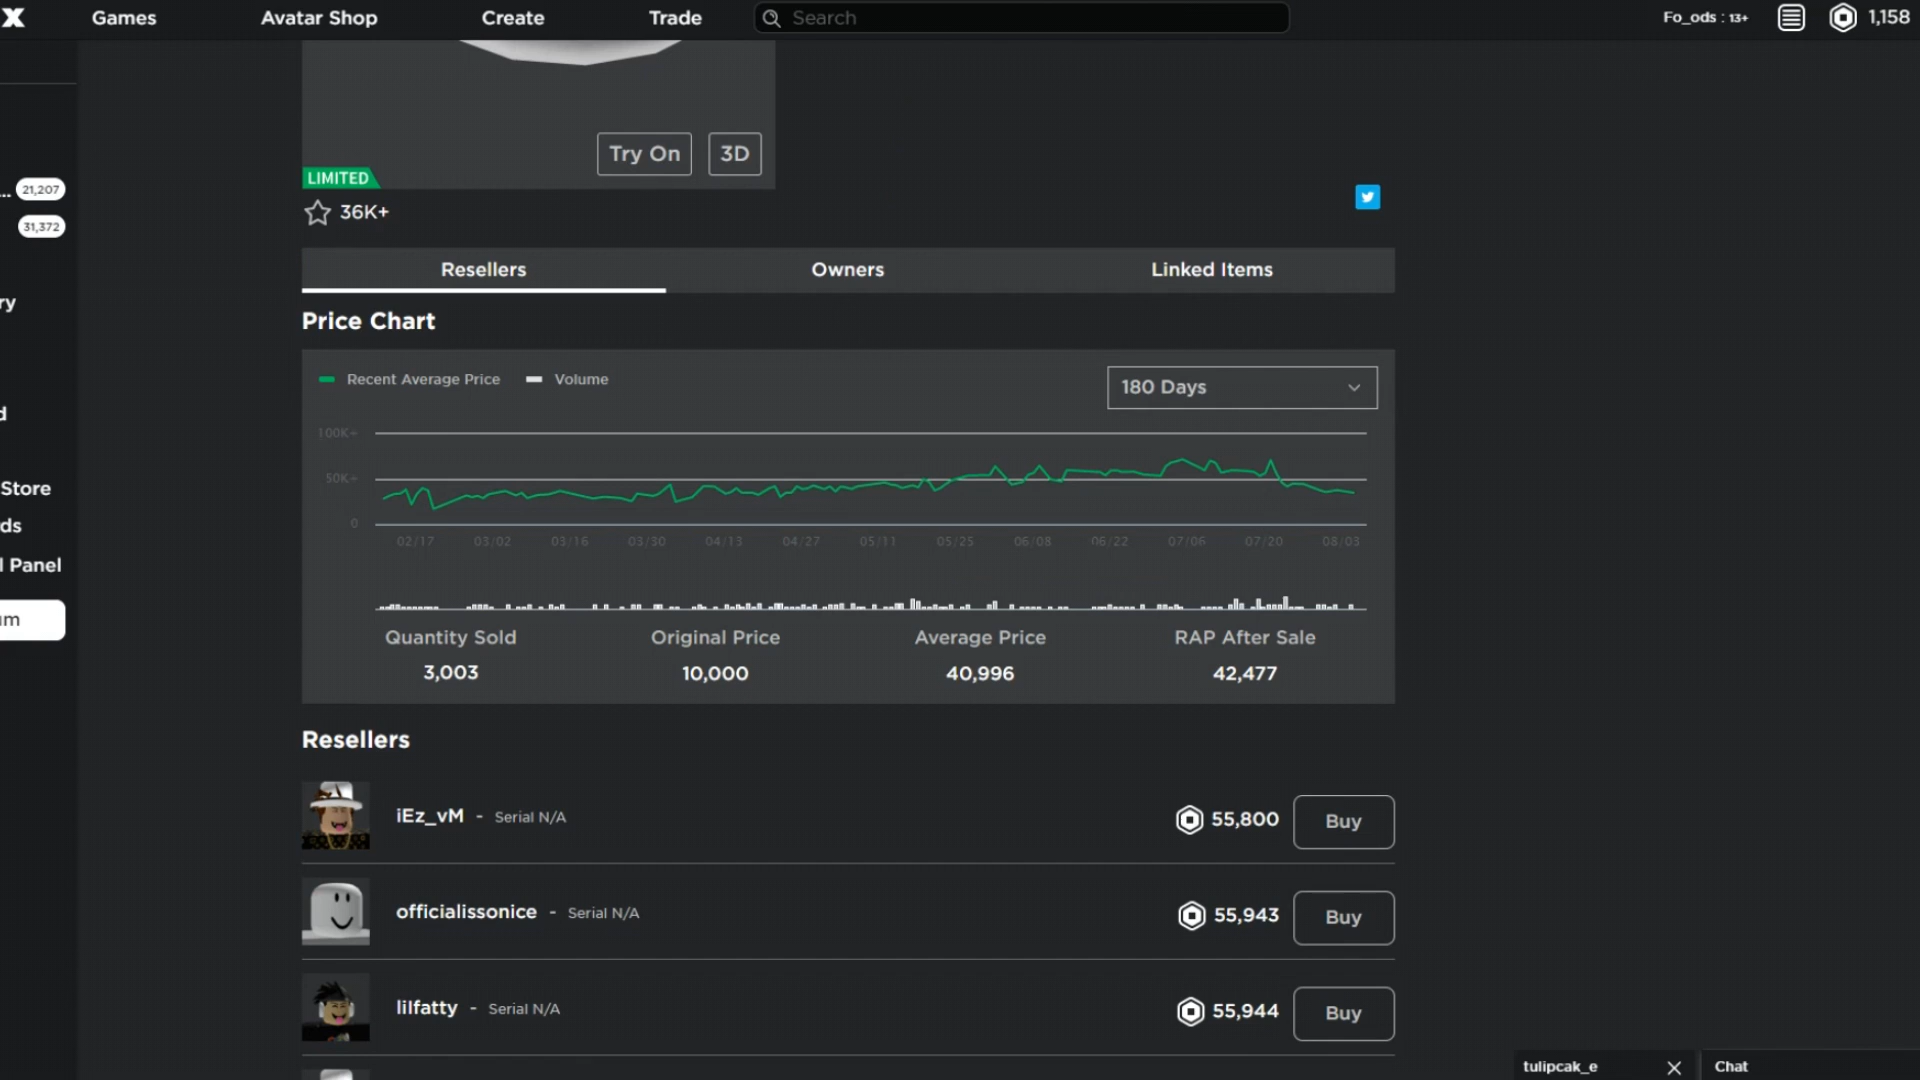 X Games Avatar Shop Create Trade Search Fo_ods : 13+ 1,158
Try On 3D
LIMITED
... 21,207
36K+
31,372
Resellers Owners Linked Items
ry
Price Chart
Recent Average Price Volume 180 Days
d
100K+
50K+
Store
0
ds
02/17 03/02 03/16 03/30 04/13 04/27 05/11 05/25 06/08 06/22 07/06 07/20 08/03
l Panel
um
Quantity Sold Original Price Average Price RAP After Sale
3,003 10,000 40,996 42,477
Resellers
iEz_vM - Serial N/A 55,800 Buy
officialissonice - Serial N/A 55,943 Buy
lilfatty - Serial N/A 55,944 Buy
tulipcak_e X Chat